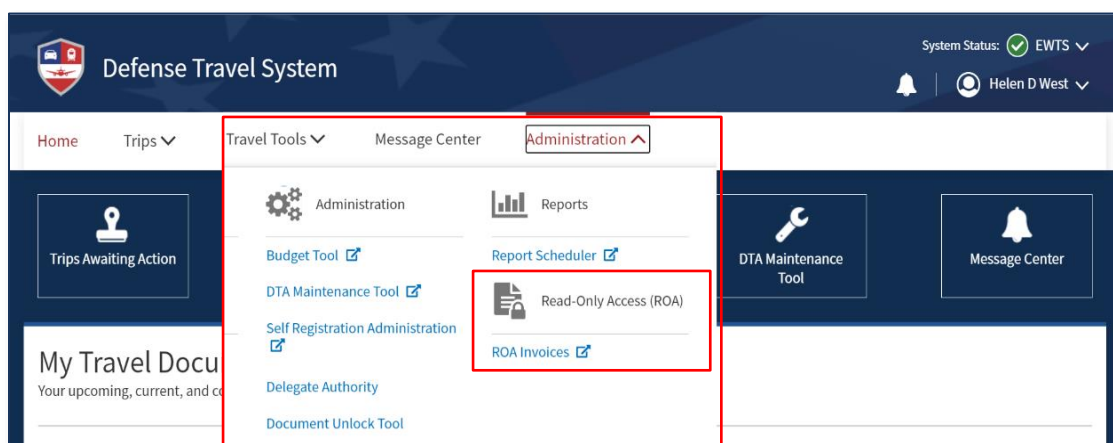 System Status: EWTS
Defense Travel System
Helen D West
Home Trips Travel Tools Message Center Administration
Administration
Budget Tool
DTA Maintenance Tool
Self Registration Administration
Delegate Authority
Document Unlock Tool
Reports
Report Scheduler
Read-Only Access (ROA)
ROA Invoices
Trips Awaiting Action
DTA Maintenance
Tool
Message Center
My Travel Docu
Your upcoming, current, and